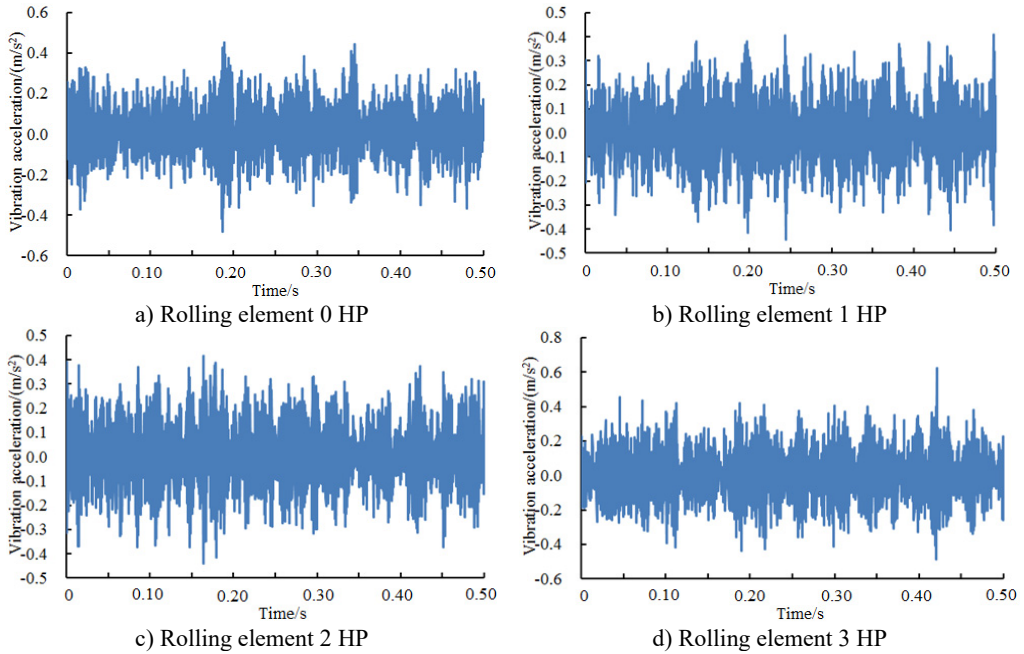 Vibration acceleration/(m/s²)
0.6
0.4
0.2
0.0
-0.2
-0.4
-0.6
0 0.10 0.20 0.30 0.40 0.50
Time/s
a) Rolling element 0 HP
Vibration acceleration/(m/s²)
0.5
0.4
0.3
0.2
0.1
0.0
-0.1
-0.2
-0.3
-0.4
-0.5
0 0.10 0.20 0.30 0.40 0.50
Time/s
b) Rolling element 1 HP
Vibration acceleration/(m/s²)
0.5
0.4
0.3
0.2
0.1
0.0
-0.1
-0.2
-0.3
-0.4
-0.5
0 0.10 0.20 0.30 0.40 0.50
Time/s
c) Rolling element 2 HP
Vibration acceleration/(m/s²)
0.8
0.6
0.4
0.2
0.0
-0.2
-0.4
-0.6
0 0.10 0.20 0.30 0.40 0.50
Time/s
d) Rolling element 3 HP